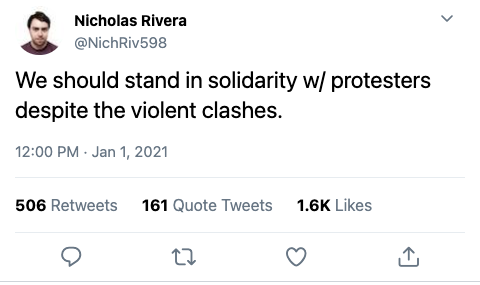 Nicholas Rivera
@NichRiv598
We should stand in solidarity w/ protesters
despite the violent clashes.
12:00 PM · Jan 1, 2021
506 Retweets 161 Quote Tweets 1.6K Likes